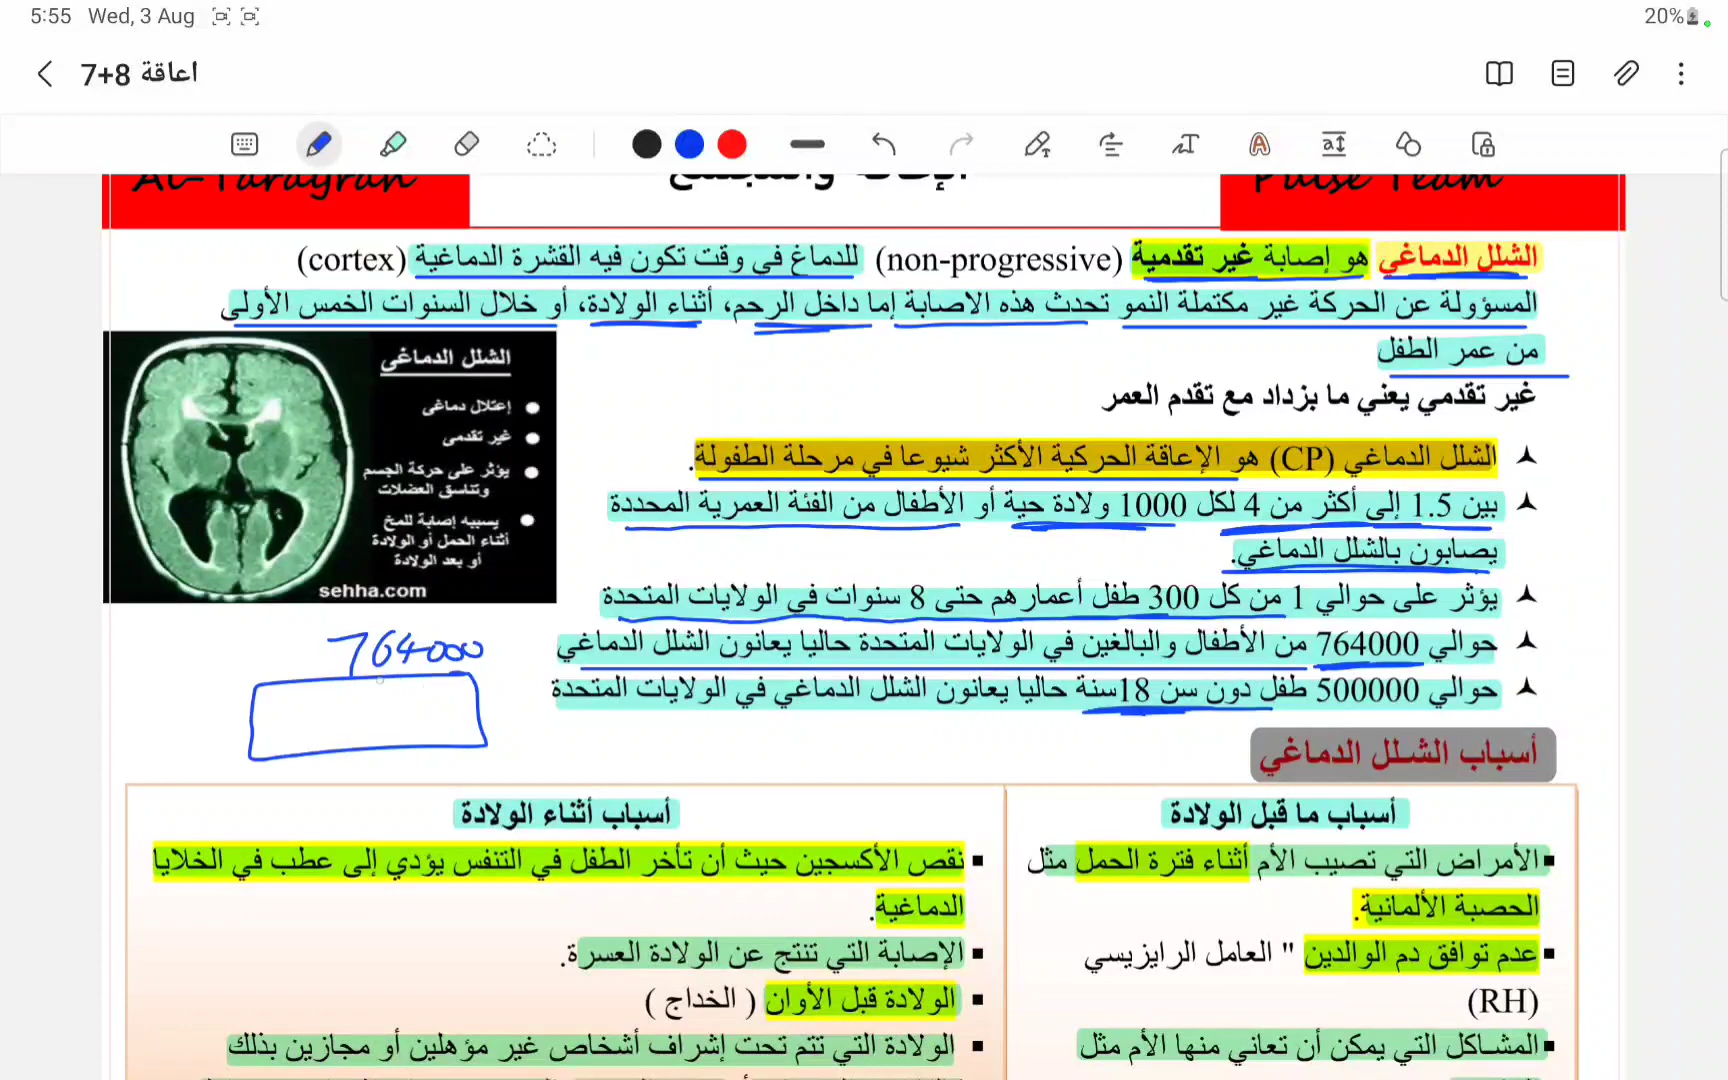 5:55 Wed, 3 Aug
20%
اعاقة 7+8
Al-Tarayrah
الإعاقة والمجتمع
Pulse Team
الشلل الدماغي هو إصابة غير تقدمية (non-progressive) للدماغ في وقت تكون فيه القشرة الدماغية (cortex)
المسؤولة عن الحركة غير مكتملة النمو تحدث هذه الاصابة إما داخل الرحم، أثناء الولادة، أو خلال السنوات الخمس الأولى
من عمر الطفل
غير تقدمي يعني ما بزداد مع تقدم العمر
الشلل الدماغي
إعتلال دماغى
غير تقدمى
يؤثر على حركة الجسم
وتناسق العضلات
يسببيه إصابة للمخ
أثناء الحمل أو الولادة
أو بعد الولادة
sehha.com
الشلل الدماغي (CP) هو الإعاقة الحركية الأكثر شيوعا في مرحلة الطفولة.
بين 1.5 إلى أكثر من 4 لكل 1000 ولادة حية أو الأطفال من الفئة العمرية المحددة
يصابون بالشلل الدماغي.
يؤثر على حوالي 1 من كل 300 طفل أعمارهم حتى 8 سنوات في الولايات المتحدة
حوالي 764000 من الأطفال والبالغين في الولايات المتحدة حاليا يعانون الشلل الدماغي
حوالي 500000 طفل دون سن 18سنة حاليا يعانون الشلل الدماغي في الولايات المتحدة
764000
أسباب الشلل الدماغي
أسباب ما قبل الولادة
الأمراض التي تصيب الأم أثناء فترة الحمل مثل
الحصبة الألمانية.
عدم توافق دم الوالدين " العامل الرايزيسي
(RH)
المشاكل التي يمكن أن تعاني منها الأم مثل
أسباب أثناء الولادة
نقص الأكسجين حيث أن تأخر الطفل في التنفس يؤدي إلى عطب في الخلايا
الدماغية.
الإصابة التي تنتج عن الولادة العسرة.
الولادة قبل الأوان ( الخداج )
الولادة التي تتم تحت إشراف أشخاص غير مؤهلين أو مجازين بذلك